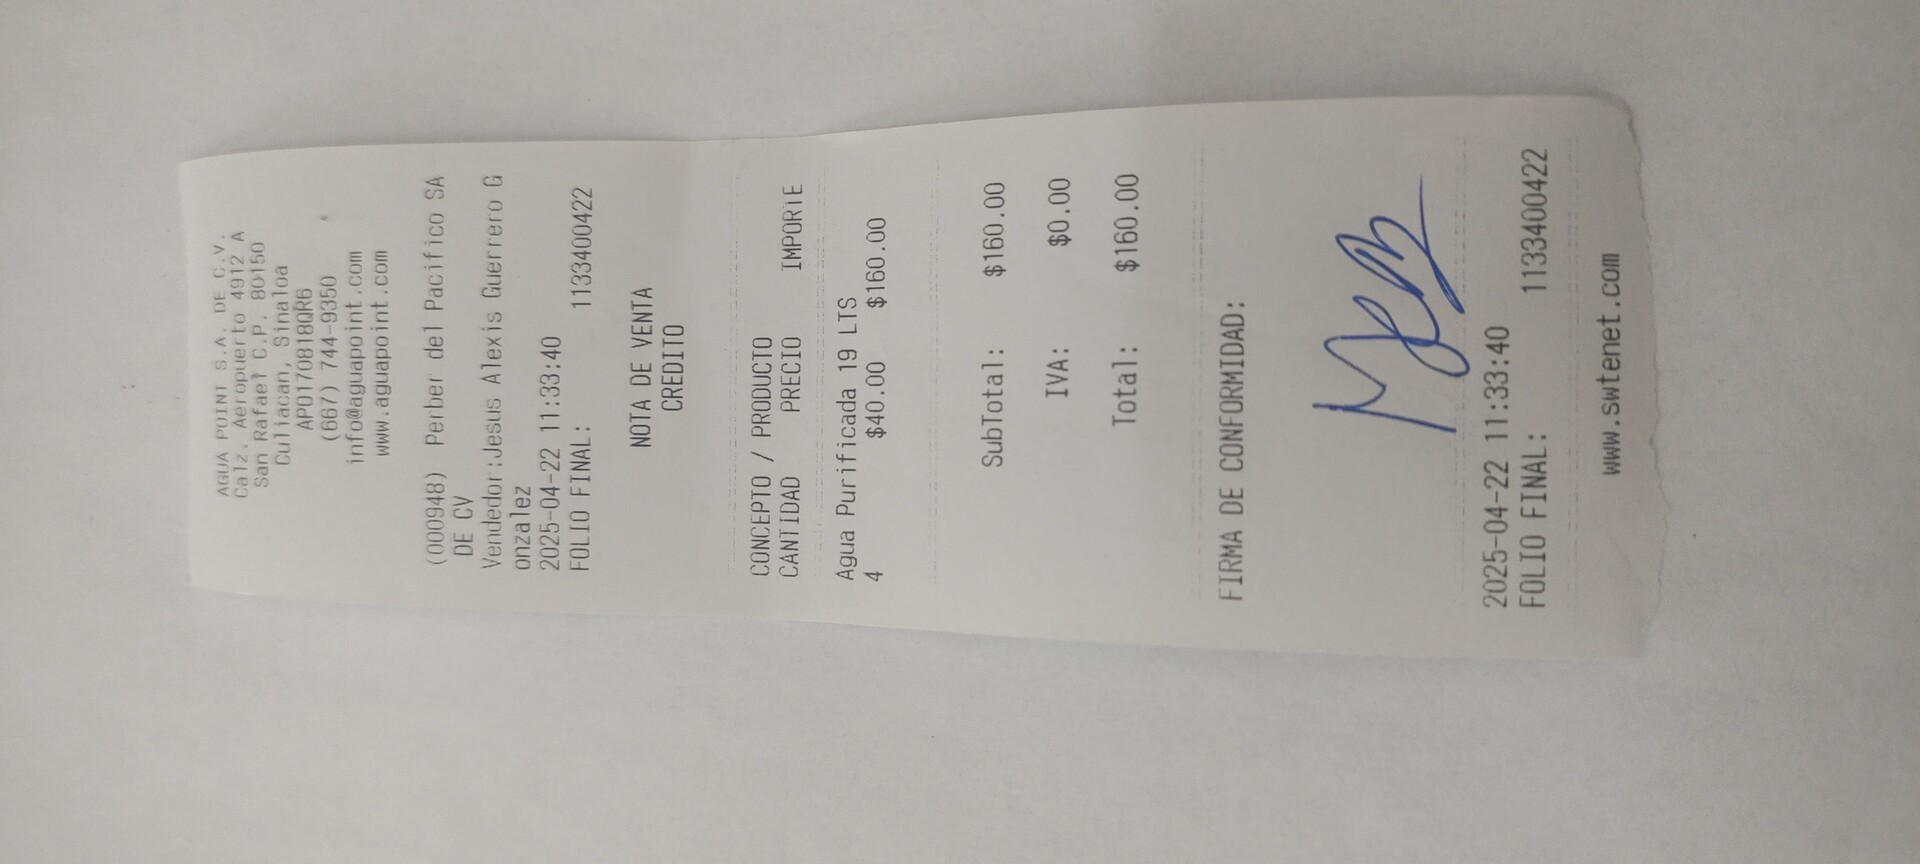 AGUA POINT S.A. DE C.V.
Calz. Aeropuerto 4912 A
San Rafael C.P. 80150
Culiacan, Sinaloa
APO170818QR6
(667) 744-9350
info@aguapoint.com
www.aguapoint.com
(000948) Perber del Pacifico SA
DE CV
Vendedor:Jesus Alexis Guerrero G
onzalez
2025-04-22 11:33:40
FOLIO FINAL: 1133400422
NOTA DE VENTA
CREDITO
CONCEPTO / PRODUCTO
CANTIDAD PRECIO IMPORTE
Agua Purificada 19 LTS
4 $40.00 $160.00
SubTotal: $160.00
IVA: $0.00
Total: $160.00
FIRMA DE CONFORMIDAD:
2025-04-22 11:33:40
FOLIO FINAL: 1133400422
www.swtenet.com